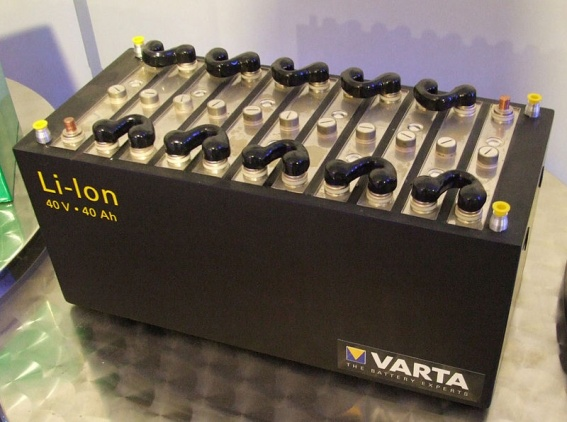 Li-Ion
40 V • 40 Ah
VARTA
THE BATTERY EXPERTS